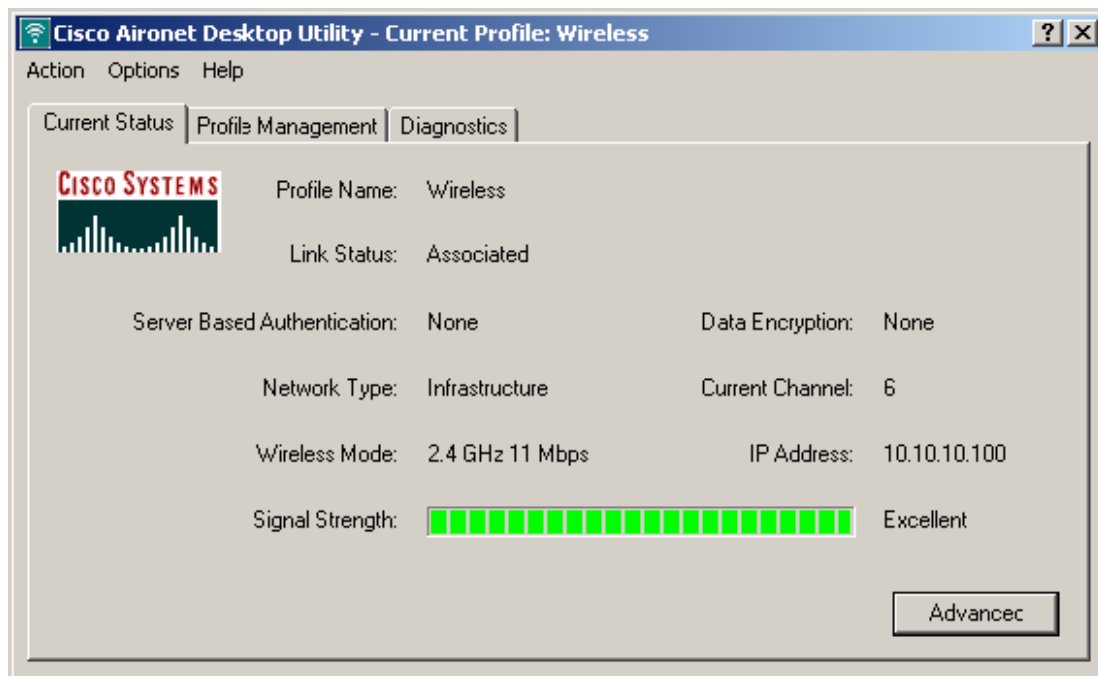 Cisco Aironet Desktop Utility - Current Profile: Wireless
Action Options Help
Current Status Profile Management Diagnostics
CISCO SYSTEMS
Profile Name: Wireless
Link Status: Associated
Server Based Authentication: None Data Encryption: None
Network Type: Infrastructure Current Channel: 6
Wireless Mode: 2.4 GHz 11 Mbps IP Address: 10.10.10.100
Signal Strength: Excellent
Advancec